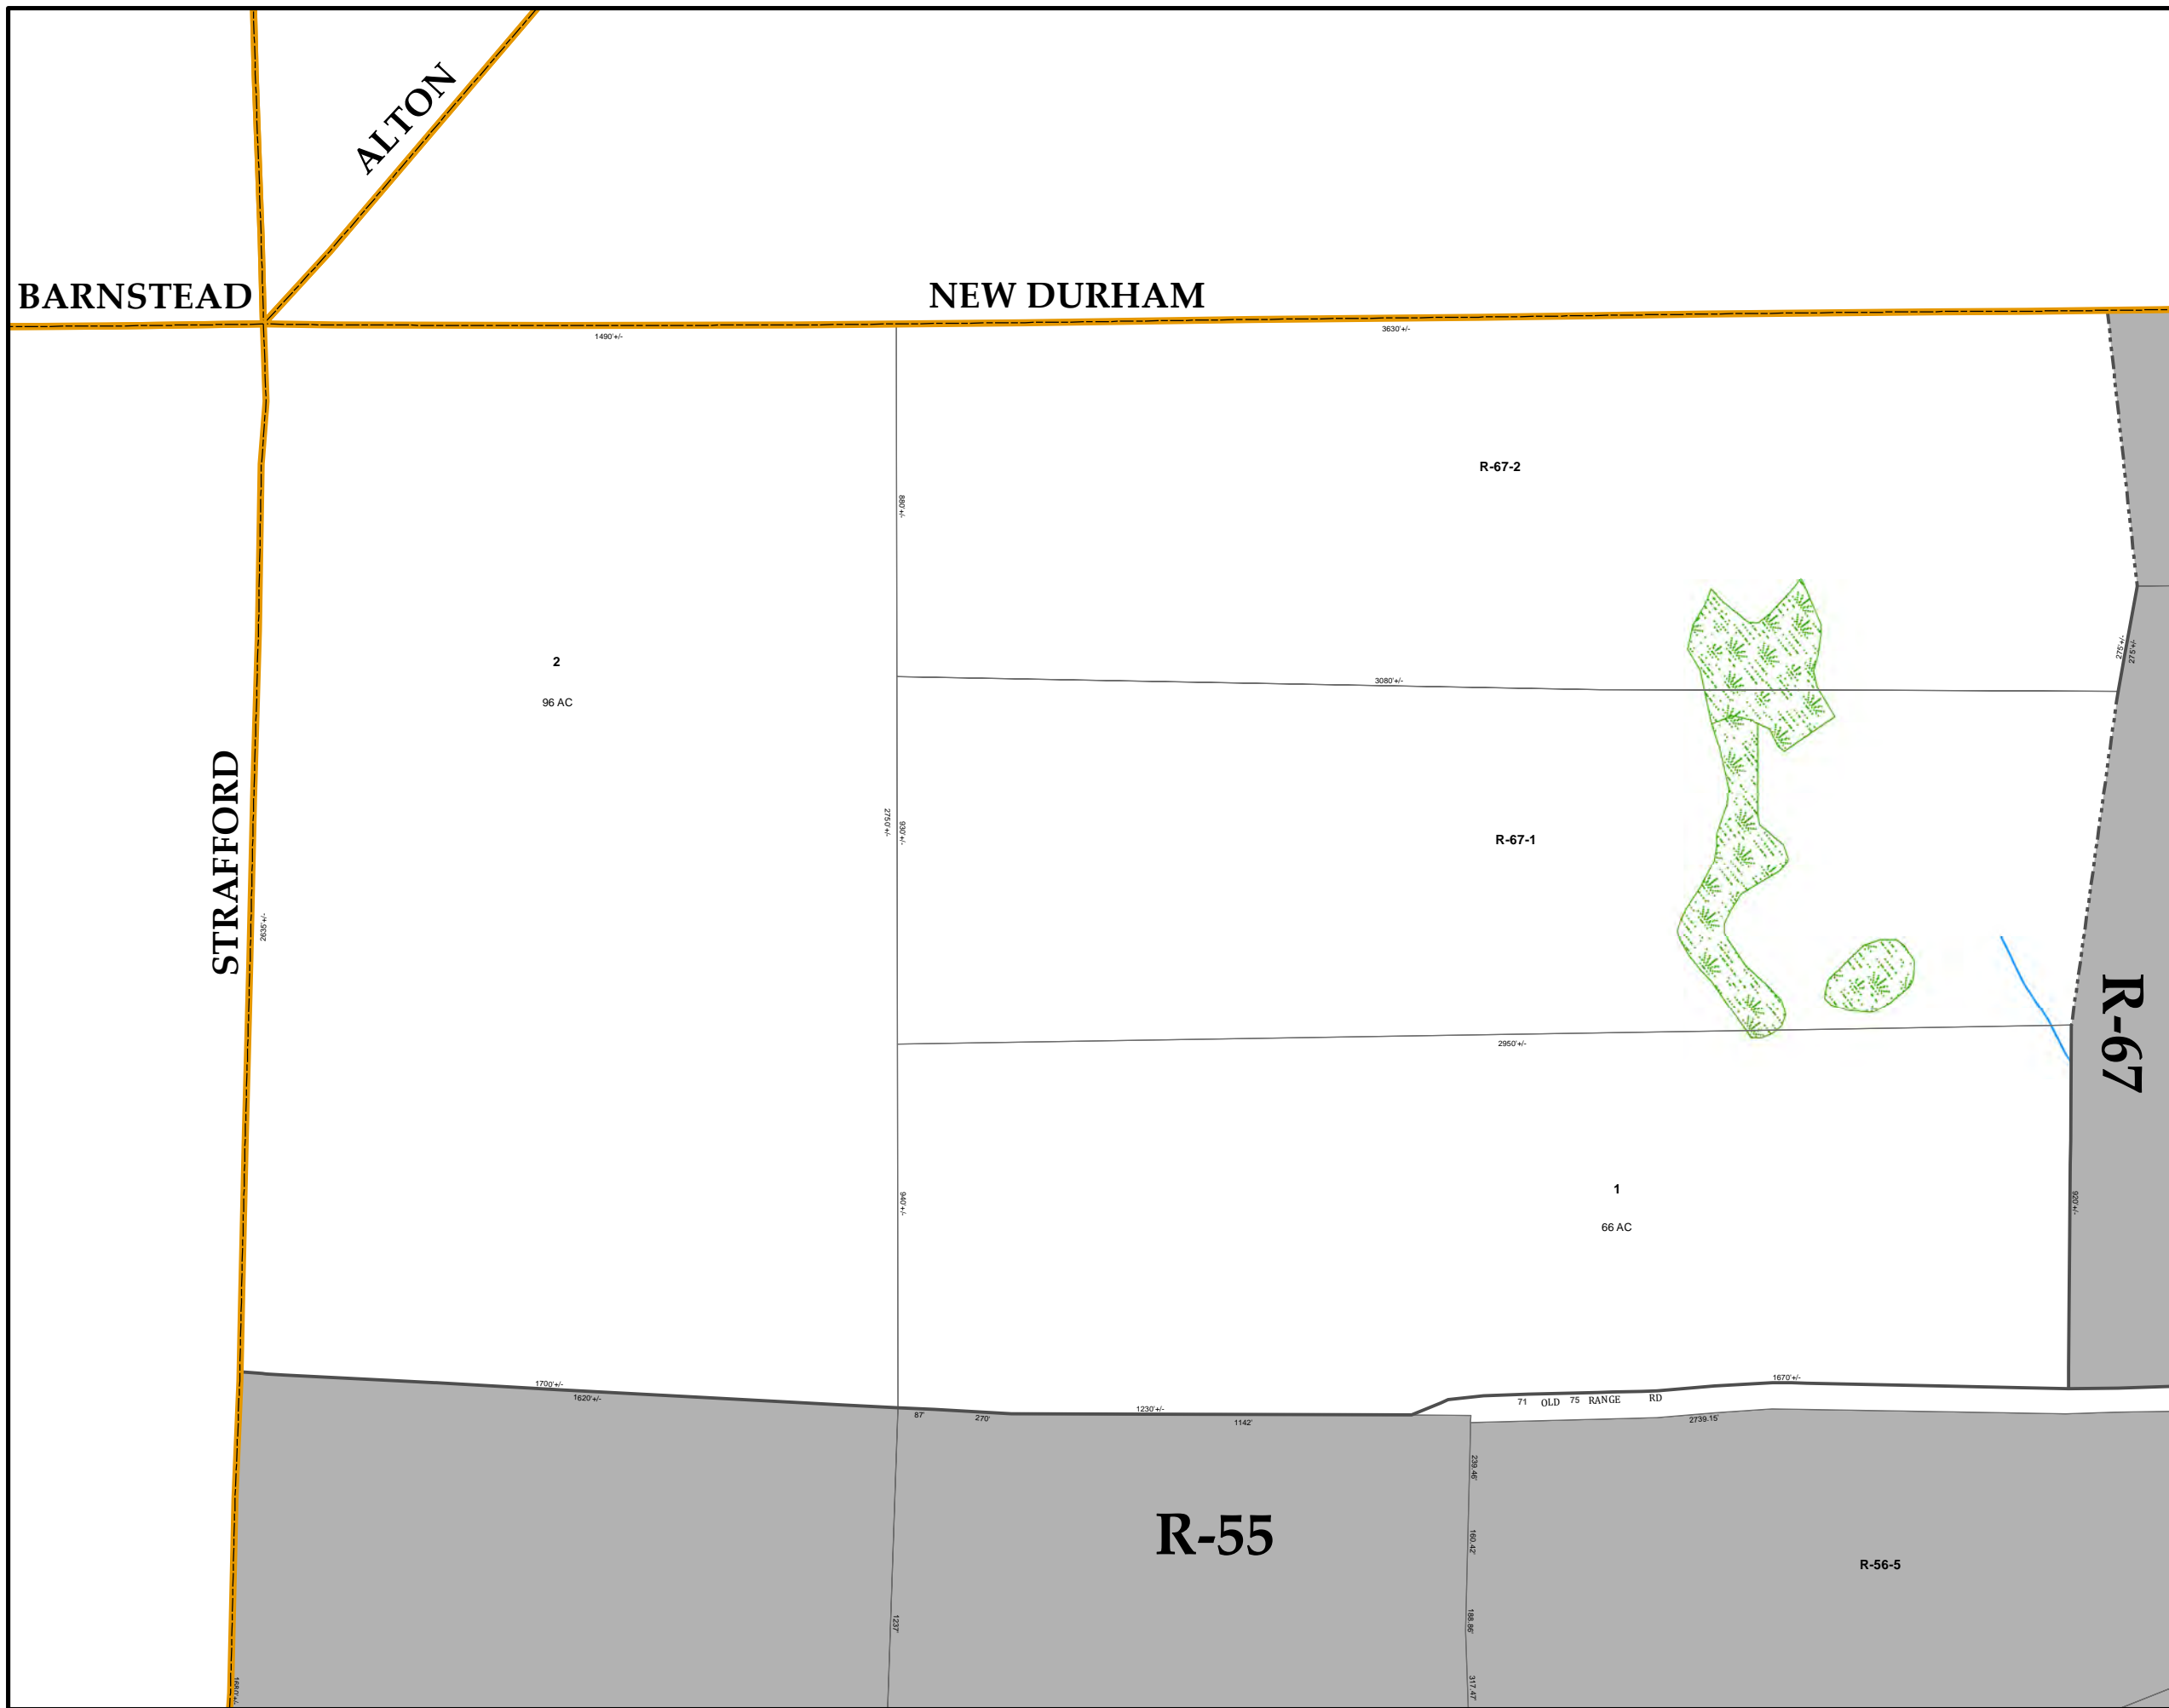 ALTON
BARNSTEAD
NEW DURHAM
1490'+/-
3630'+/-
R-67-2
880'+/-
275'+/-
275'+/-
2
96 AC
3080'+/-
STRAFFORD
2635'+/-
2750'+/-
930'+/-
R-67-1
R-67
2950'+/-
1
66 AC
940'+/-
920'+/-
1700'+/-
1620'+/-
87'
270'
1230'+/-
1142'
1670'+/-
71 OLD 75 RANGE RD
2739.15'
239.46'
R-55
160.42'
R-56-5
1237'
188.86'
317.47'